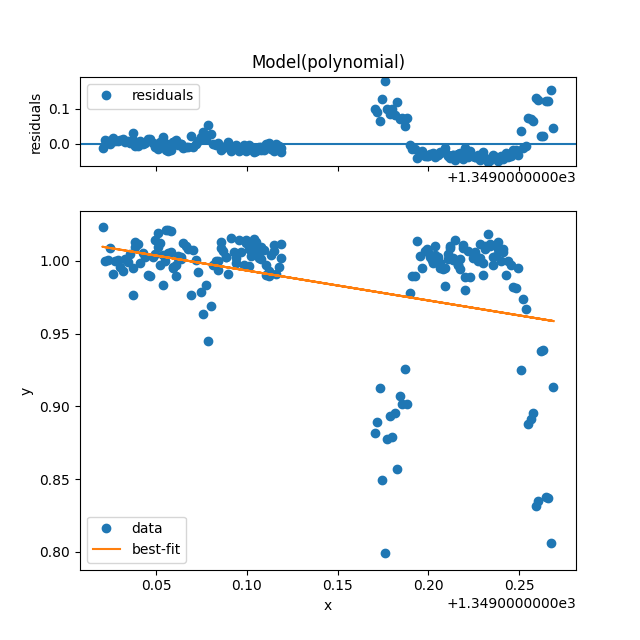 Model(polynomial)
residuals
0.1
0.0
residuals
+1.3490000000e3
1.00
0.95
0.90
0.85
0.80
y
data
best-fit
0.05 0.10 0.15 0.20 0.25
x
+1.3490000000e3